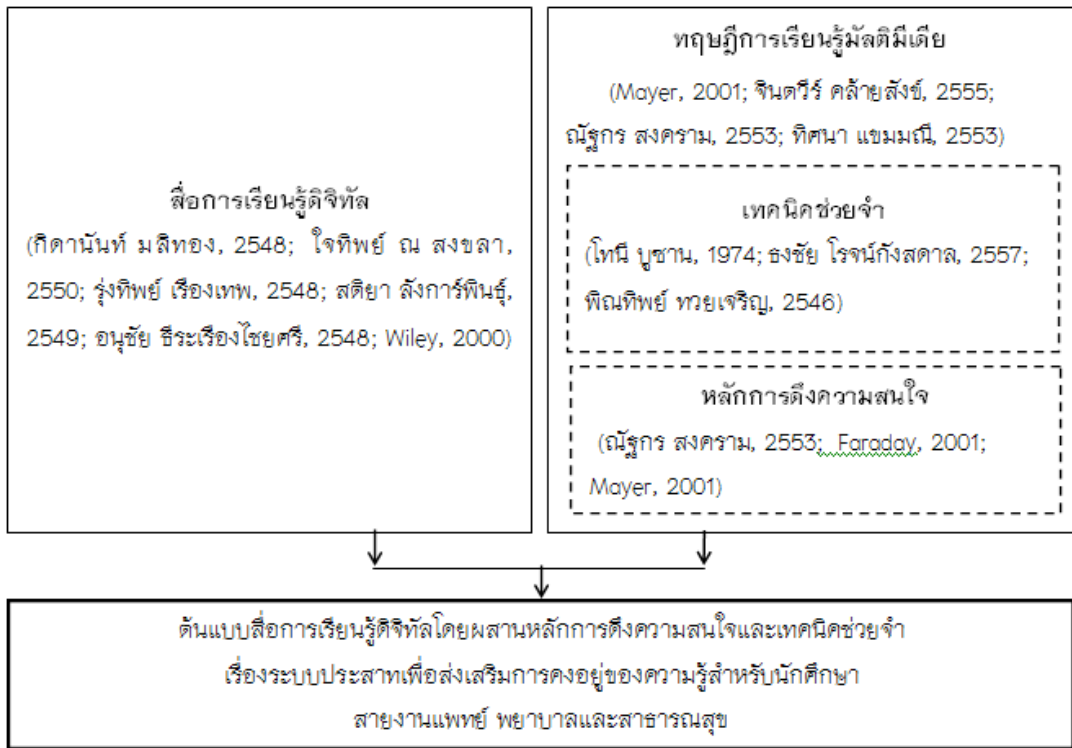 สื่อการเรียนรู้ดิจิทัล
(กิดานันท์ มลิทอง, 2548; ใจทิพย์ ณ สงขลา,
2550; รุ่งทิพย์ เรืองเทพ, 2548; สติยา ลังการ์พินธุ์,
2549; อนุชัย ธีระเรืองไชยศรี, 2548; Wiley, 2000)
ทฤษฎีการเรียนรู้มัลติมีเดีย
(Mayer, 2001; จินตวีร์ คล้ายสังข์, 2555;
ณัฐกร สงคราม, 2553; ทิศนา แขมมณี, 2553)
เทคนิคช่วยจำ
(โทนี บูซาน, 1974; ธงชัย โรจน์กังสดาล, 2557;
พิณทิพย์ ทวยเจริญ, 2546)
หลักการดึงความสนใจ
(ณัฐกร สงคราม, 2553; Faraday, 2001;
Mayer, 2001)
ต้นแบบสื่อการเรียนรู้ดิจิทัลโดยผสานหลักการดึงความสนใจและเทคนิคช่วยจำ
เรื่องระบบประสาทเพื่อส่งเสริมการคงอยู่ของความรู้สำหรับนักศึกษา
สายงานแพทย์ พยาบาลและสาธารณสุข